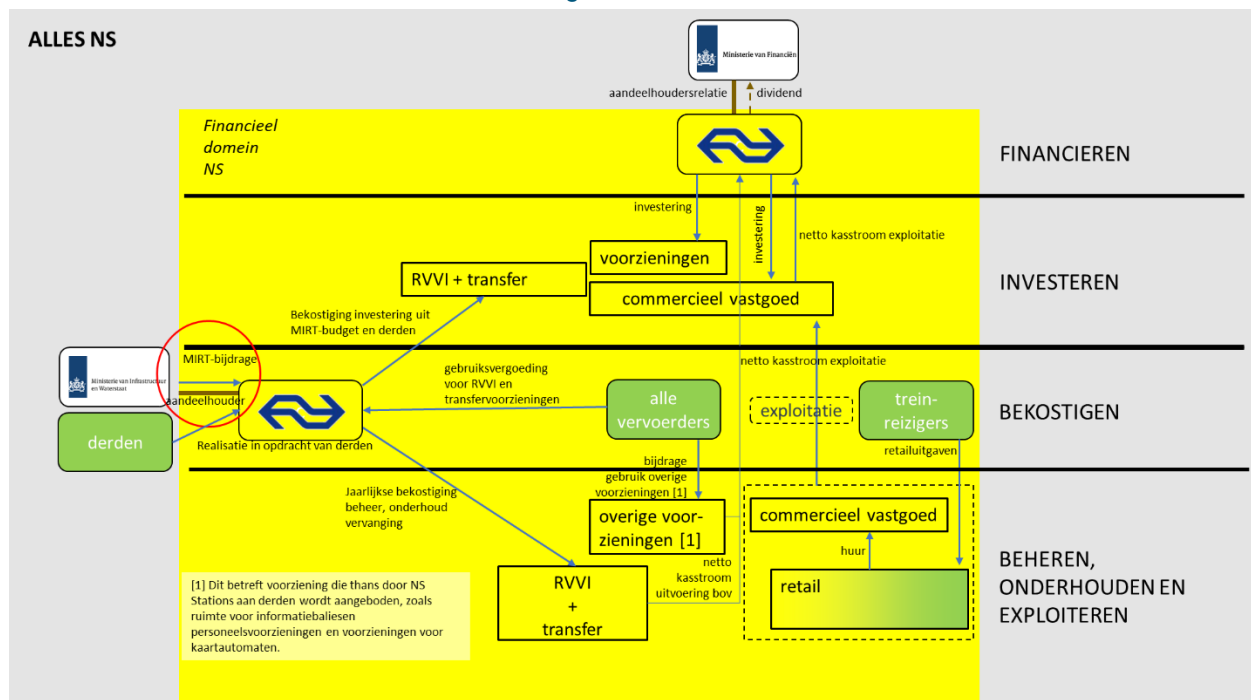 ALLES NS
Ministerie van Financiën
aandeelhoudersrelatie
dividend
Financieel
domein
NS
FINANCIEREN
investering
investering
netto kasstroom exploitatie
voorzieningen
RVVI + transfer
commercieel vastgoed
INVESTEREN
Bekostiging investering uit
MIRT-budget en derden
MIRT-bijdrage
Ministerie van Infrastructuur
en Waterstaat
aandeelhouder
derden
Realisatie in opdracht van derden
gebruiksvergoeding
voor RVVI en
transfervoorzieningen
alle
vervoerders
netto kasstroom exploitatie
exploitatie
trein-
reizigers
BEKOSTIGEN
retailuitgaven
bijdrage
gebruik overige
voorzieningen [1]
Jaarlijkse bekostiging
beheer, onderhoud
vervanging
overige voor-
zieningen [1]
commercieel vastgoed
huur
netto
kasstroom
uitvoering bov
RVVI
+
transfer
retail
BEHEREN,
ONDERHOUDEN EN
EXPLOITEREN
[1] Dit betreft voorziening die thans door NS
Stations aan derden wordt aangeboden, zoals
ruimte voor informatiebaliesen
personeelsvoorzieningen en voorzieningen voor
kaartautomaten.